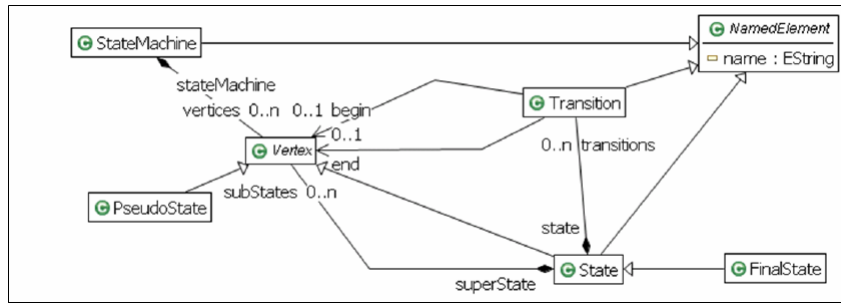 NamedElement
StateMachine
name : EString
stateMachine
Transition
vertices 0..n 0..1 begin
0..1
Vertex
0..n transitions
end
subStates 0..n
PseudoState
state
State
FinalState
superState